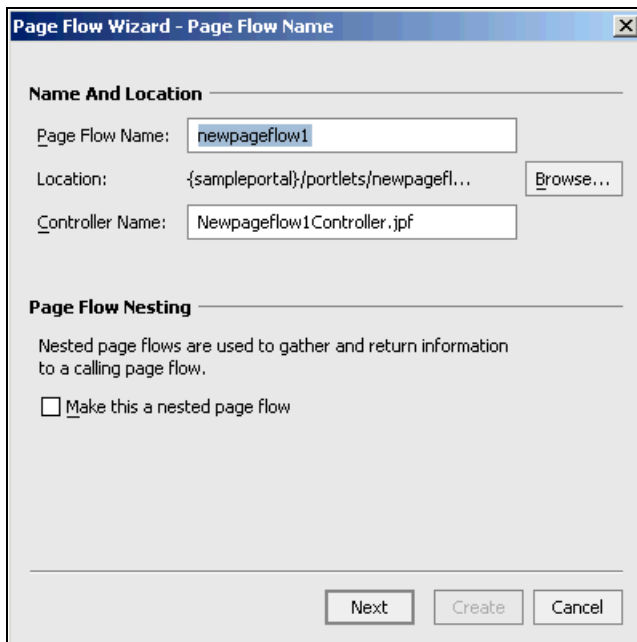 Page Flow Wizard - Page Flow Name
Name And Location
Page Flow Name: newpageflow1
Location: {sampleportal}/portlets/newpagefl... Browse...
Controller Name: Newpageflow1Controller.jpf
Page Flow Nesting
Nested page flows are used to gather and return information
to a calling page flow.
Make this a nested page flow
Next Create Cancel